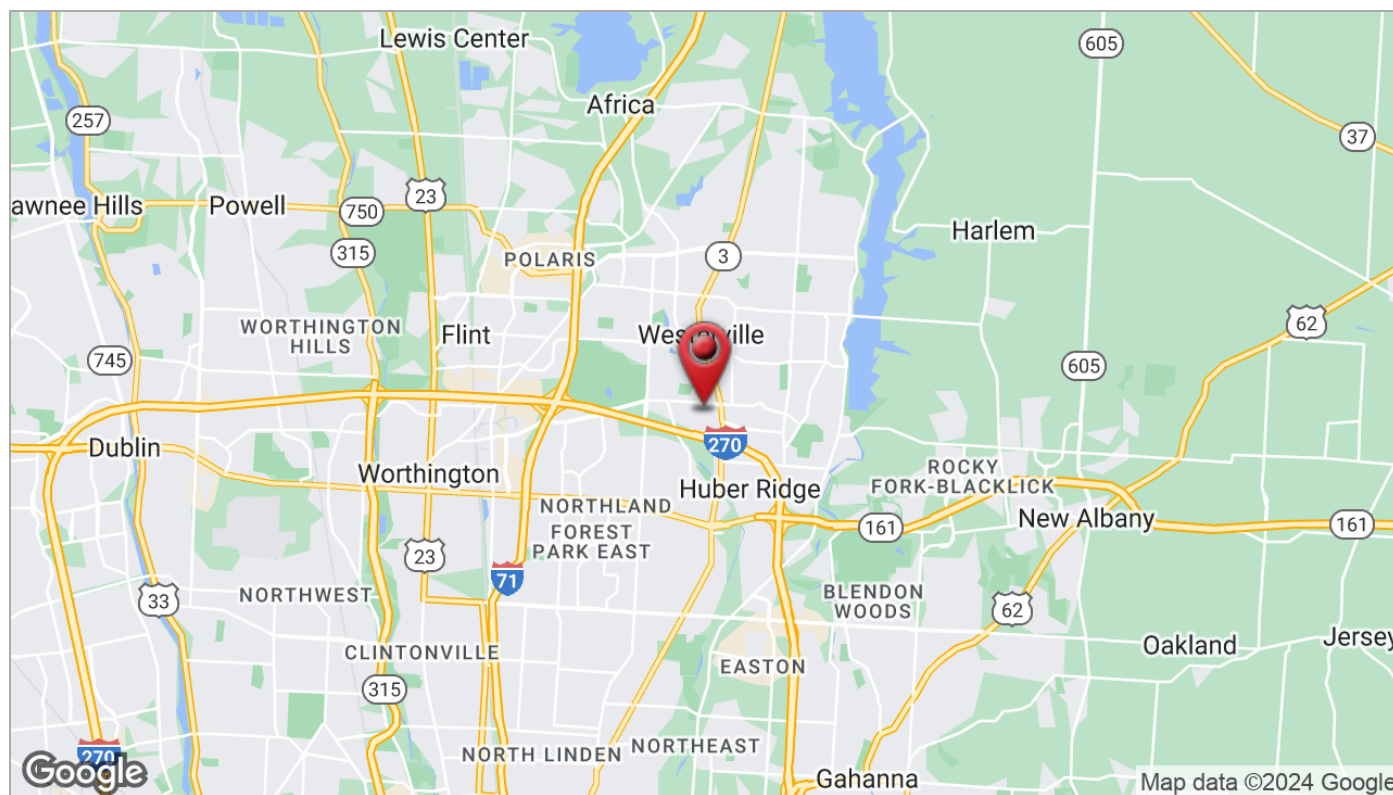 Lewis Center
605
Africa
257
37
23
awnee Hills
Powell
750
315
Harlem
3
POLARIS
62
WORTHINGTON
HILLS
Flint
Westerville
745
605
270
Dublin
Worthington
ROCKY
FORK-BLACKLICK
Huber Ridge
NORTHLAND
161
New Albany
161
FOREST
PARK EAST
23
71
33
NORTHWEST
BLENDON
WOODS
62
CLINTONVILLE
Oakland
Jersey
EASTON
315
270
NORTH LINDEN
NORTHEAST
Google
Gahanna
Map data ©2024 Google